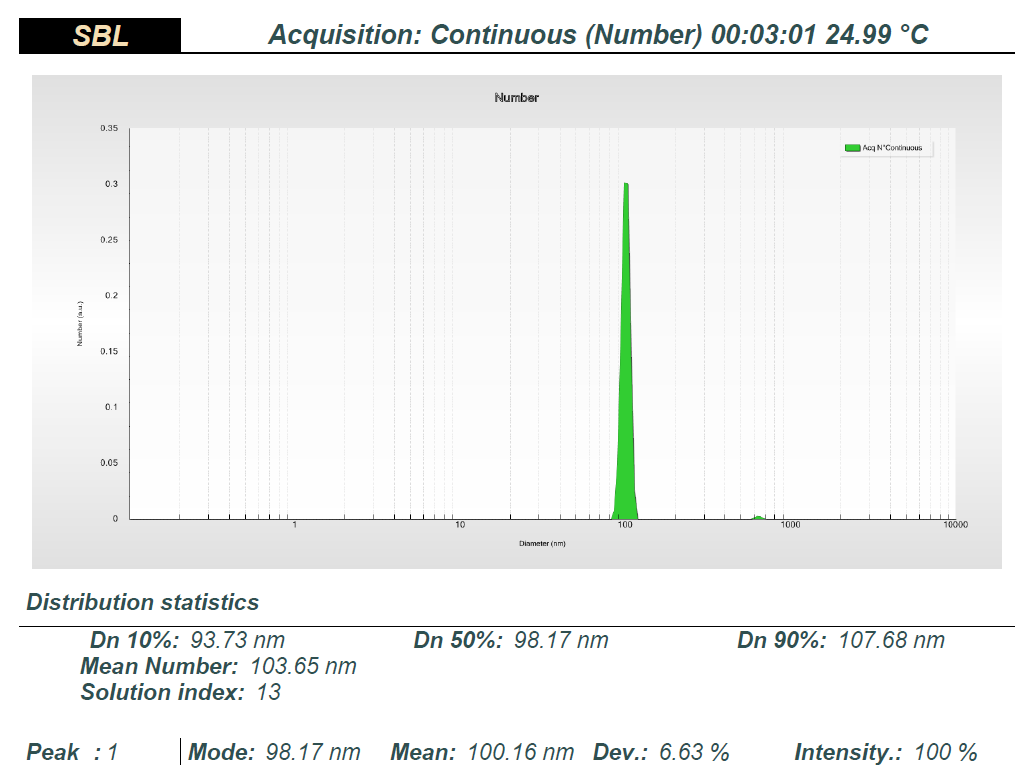 SBL
Acquisition: Continuous (Number) 00:03:01 24.99 °C
Number
0.35
0.3
0.25
0.2
0.15
0.1
0.05
0
Number (a.u.)
Acq N°Continuous
1 10 100 1000 10000
Diameter (nm)
Distribution statistics
Dn 10%: 93.73 nm Dn 50%: 98.17 nm Dn 90%: 107.68 nm
Mean Number: 103.65 nm
Solution index: 13
Peak : 1 Mode: 98.17 nm Mean: 100.16 nm Dev.: 6.63 % Intensity.: 100 %